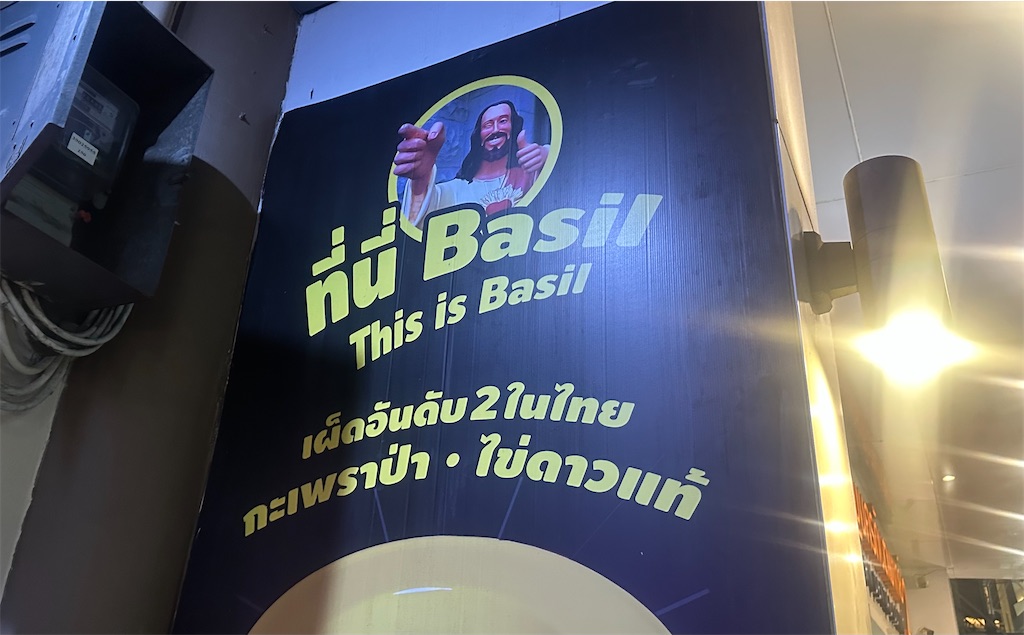 ที่นี่ Basil
This is Basil
เผ็ดอันดับ 2 ในไทย
กะเพราป่า • ไข่ดาวแท้